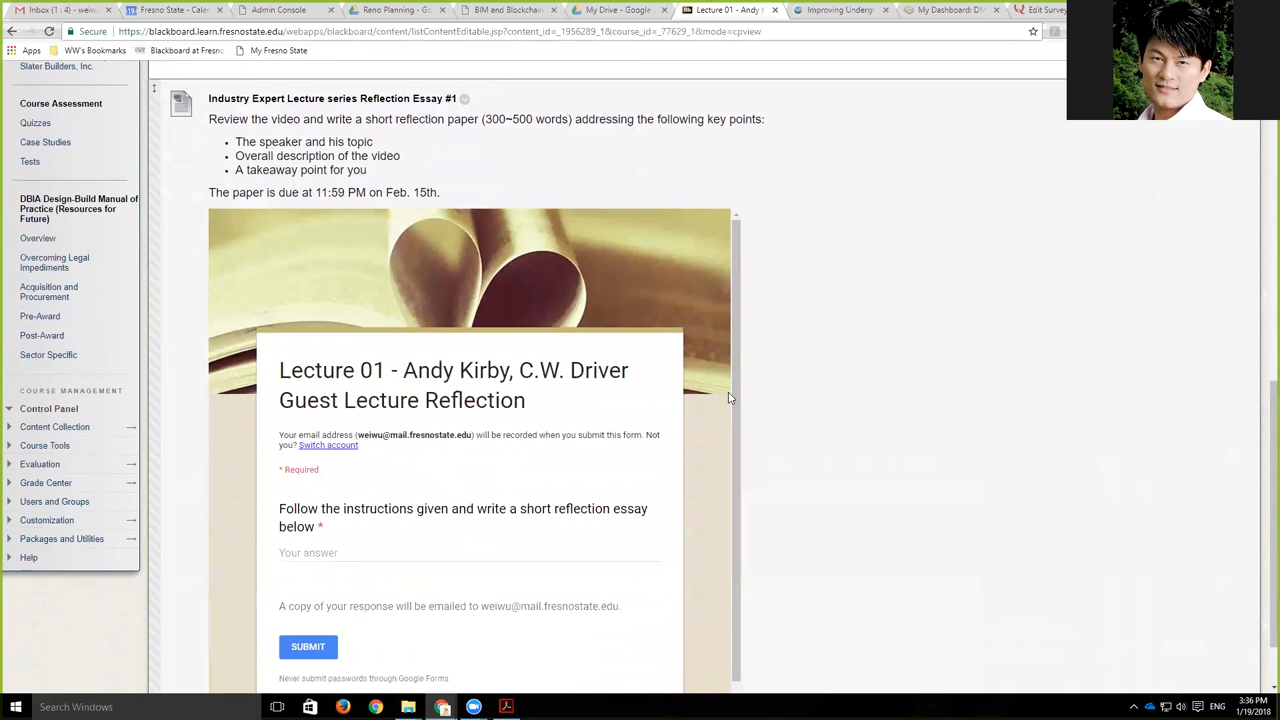 Inbox (1:4) - weiwu
Fresno State - Caler
Admin Console
Reno Planning - Go
BIM and Blockchain
My Drive - Google
Lecture 01 - Andy
Improving Undergr
My Dashboard: DM
Edit Survey
Secure https://blackboard.learn.fresnostate.edu/webapps/blackboard/content/listContentEditable.jsp?content_id=_1956289_1&course_id=_77629_1&mode=cpview
Apps WW's Bookmarks Blackboard at Fresno My Fresno State
Slater Builders, Inc.
Course Assessment
Quizzes
Case Studies
Tests
DBIA Design-Build Manual of
Practice (Resources for
Future)
Overview
Overcoming Legal
Impediments
Acquisition and
Procurement
Pre-Award
Post-Award
Sector Specific
COURSE MANAGEMENT
Control Panel
Content Collection
Course Tools
Evaluation
Grade Center
Users and Groups
Customization
Packages and Utilities
Help
Industry Expert Lecture series Reflection Essay #1
Review the video and write a short reflection paper (300~500 words) addressing the following key points:
• The speaker and his topic
• Overall description of the video
• A takeaway point for you
The paper is due at 11:59 PM on Feb. 15th.
Lecture 01 - Andy Kirby, C.W. Driver
Guest Lecture Reflection
Your email address (weiwu@mail.fresnostate.edu) will be recorded when you submit this form. Not
you? Switch account
* Required
Follow the instructions given and write a short reflection essay
below *
Your answer
A copy of your response will be emailed to weiwu@mail.fresnostate.edu.
SUBMIT
Never submit passwords through Google Forms.
Search Windows
ENG
3:36 PM
1/19/2018